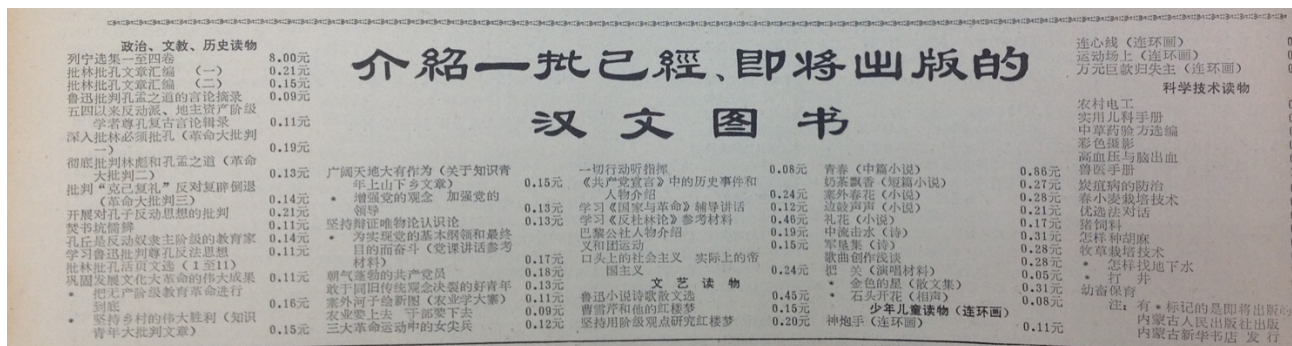 介紹一批已經、即将出版的
汉文图书
政治、文教、历史读物
列宁选集一至四卷 8.00元
批林批孔文章汇编 （一） 0.21元
批林批孔文章汇编 （二） 0.15元
鲁迅批判孔孟之道的言论摘录 0.09元
五四以来反动派、地主资产阶级
学者尊孔复古言论辑录 0.11元
深入批林必须批孔（革命大批判
一） 0.19元
彻底批判林彪和孔孟之道（革命
大批判二） 0.13元
批判“克己复礼”反对复辟倒退
（革命大批判三） 0.14元
开展对孔子反动思想的批判 0.21元
焚书坑儒辩 0.11元
孔丘是反动奴隶主阶级的教育家 0.14元
学习鲁迅批判尊孔反法思想 0.11元
批林批孔活页文选（1至11）
巩固发展文化大革命的伟大成果 0.11元
* 把无产阶级教育革命进行
到底 0.16元
* 坚持乡村的伟大胜利（知识
青年大批判文章） 0.15元
广阔天地大有作为（关于知识青
年上山下乡文章） 0.15元
* 增强党的观念 加强党的
领导 0.13元
坚持辩证唯物论认识论 0.13元
* 为实现党的基本纲领和最终
目的而奋斗（党课讲话参考
材料） 0.17元
朝气蓬勃的共产党员 0.18元
敢于同旧传统观念决裂的好青年 0.13元
塞外河子绘新图（农业学大寨） 0.11元
农业要上去 干部要下去 0.09元
三大革命运动中的女尖兵 0.12元
一切行动听指挥 0.08元
《共产党宣言》中的历史事件和
人物介绍 0.24元
学习《国家与革命》辅导讲话 0.12元
学习《反杜林论》参考材料 0.46元
巴黎公社人物介绍 0.19元
义和团运动 0.15元
口头上的社会主义 实际上的帝
国主义 0.24元
文艺读物
鲁迅小说诗歌散文选 0.45元
曹雪芹和他的红楼梦 0.15元
坚持用阶级观点研究红楼梦 0.20元
青春（中篇小说） 0.86元
奶茶飘香（短篇小说） 0.27元
塞外春花（小说） 0.28元
边鼓声声（小说） 0.21元
礼花（小说） 0.17元
中流击水（诗） 0.31元
军垦集（诗） 0.28元
歌曲创作浅谈 0.28元
把关（演唱材料） 0.05元
* 金色的星（散文集） 0.31元
* 石头开花（相声） 0.08元
少年儿童读物（连环画）
神炮手（连环画） 0.11元
连心线（连环画）
运动场上（连环画）
万元巨款归失主（连环画）
科学技术读物
农村电工
实用儿科手册
中草药验方选编
彩色摄影
高血压与脑出血
兽医手册
炭疽病的防治
春小麦栽培技术
优选法对话
猪饲料
怎样种胡麻
牧草栽培技术
* 怎样找地下水
* 打井
幼畜保育
注：有*标记的是即将出版的
内蒙古人民出版社出版
内蒙古新华书店发行